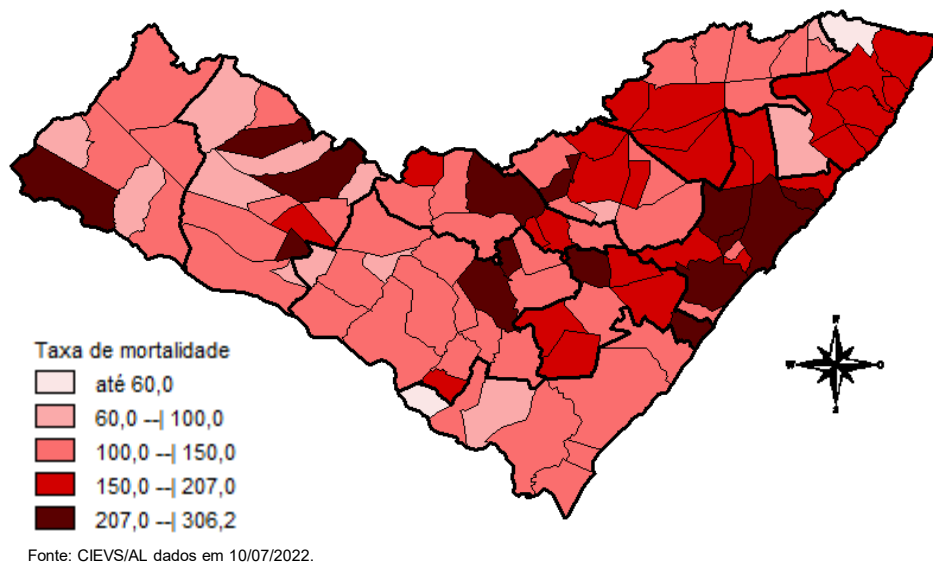 Taxa de mortalidade
até 60,0
60,0 --| 100,0
100,0 --| 150,0
150,0 --| 207,0
207,0 --| 306,2
Fonte: CIEVS/AL dados em 10/07/2022.